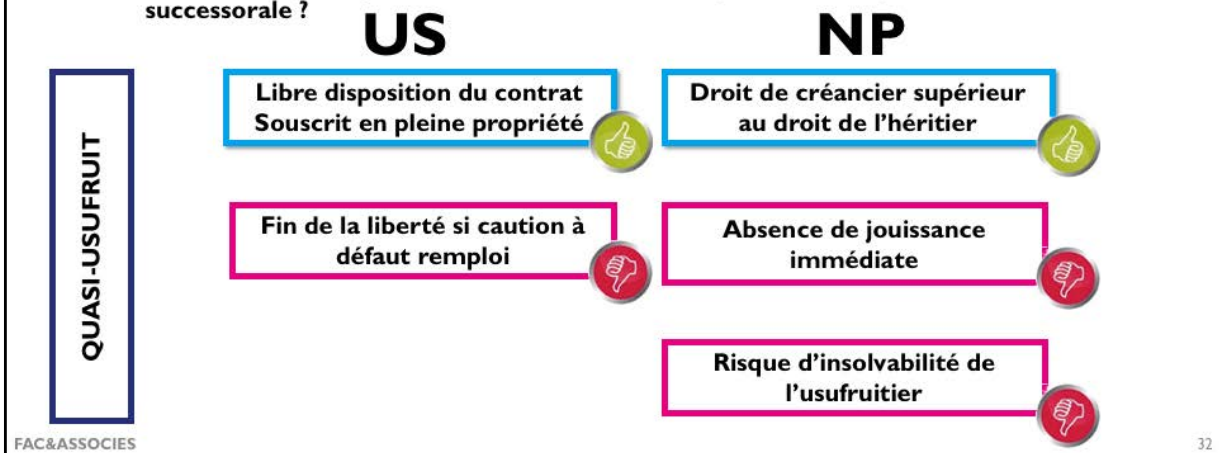 successorale ?
US
NP
QUASI-USUFRUIT
Libre disposition du contrat
Souscrit en pleine propriété
Droit de créancier supérieur
au droit de l'héritier
Fin de la liberté si caution à
défaut remploi
Absence de jouissance
immédiate
Risque d'insolvabilité de
l'usufruitier
FAC&ASSOCIES
32